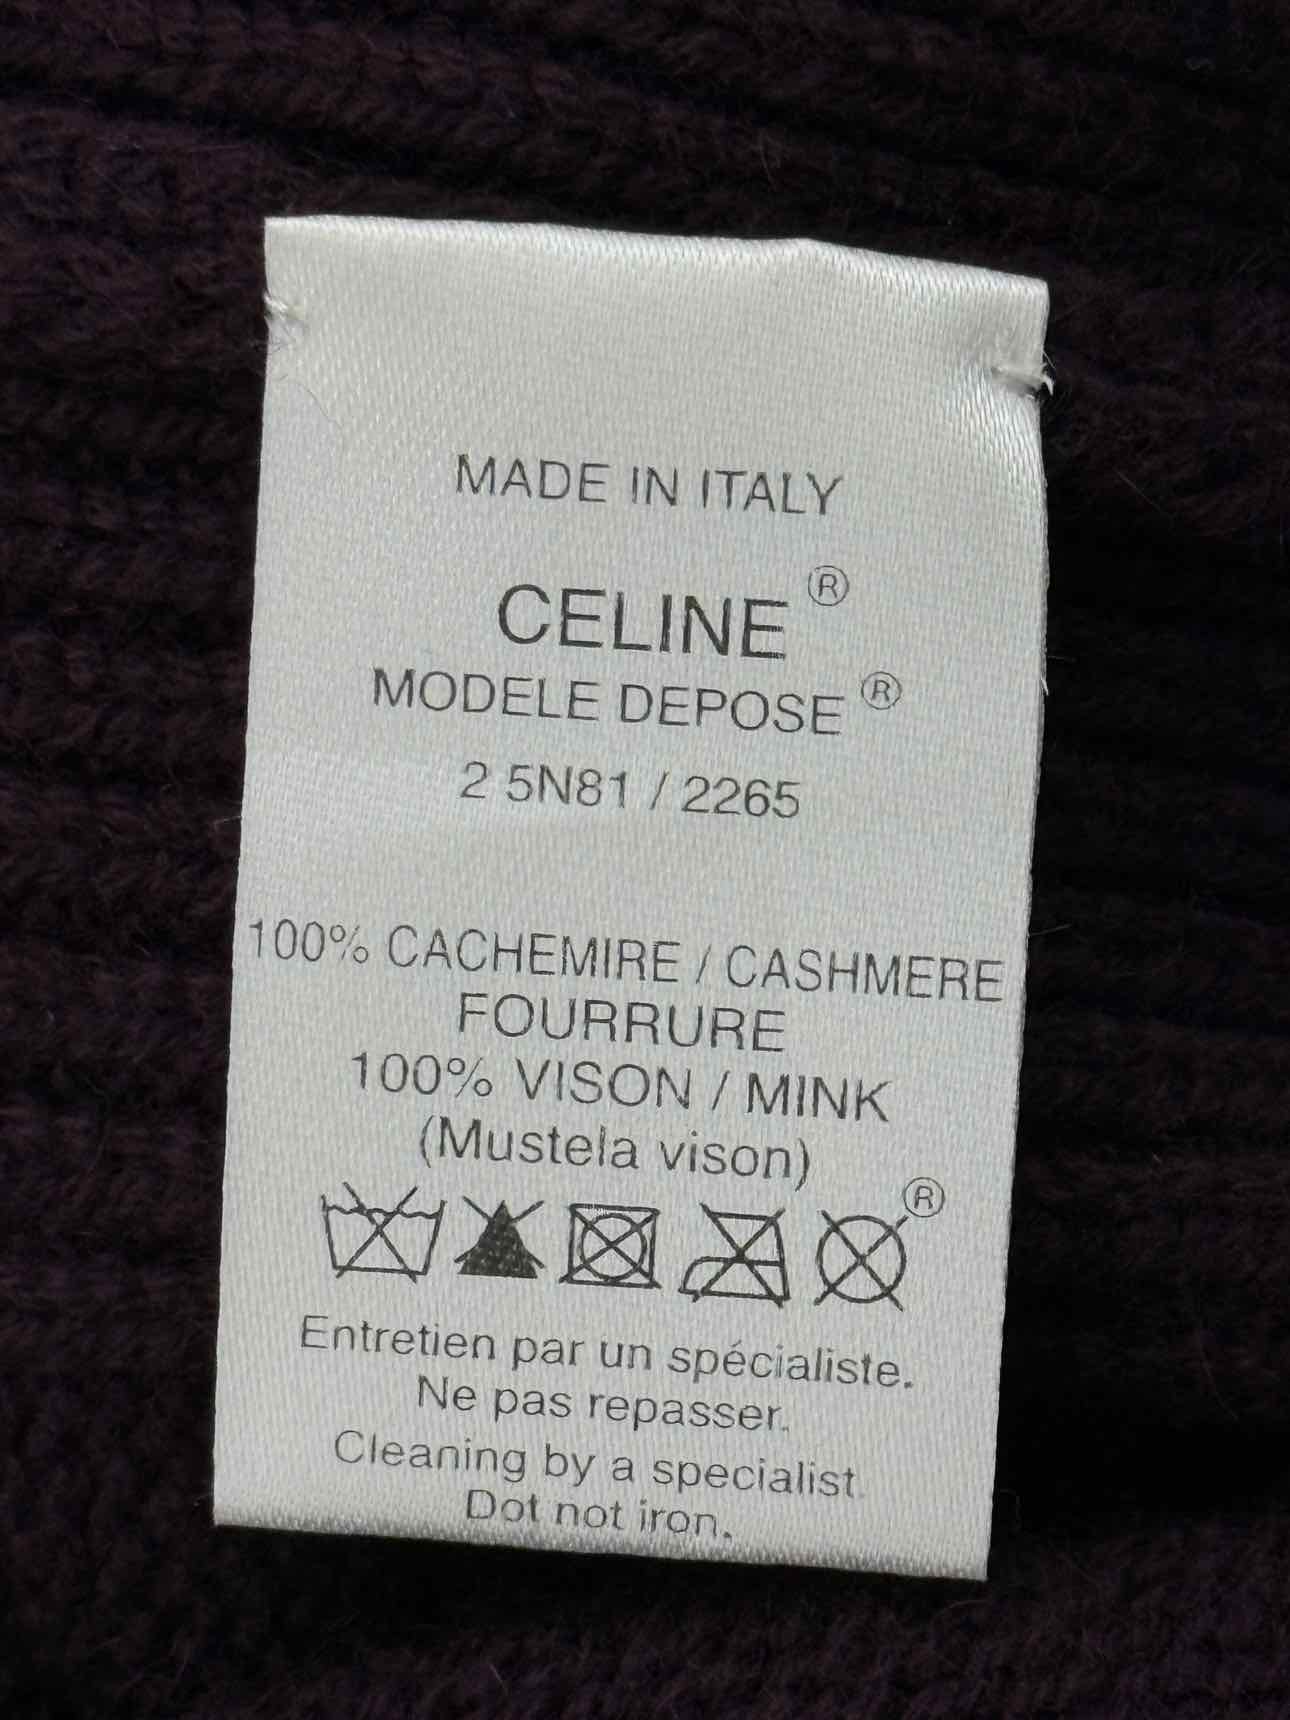 MADE IN ITALY
CELINE ®
MODELE DEPOSE ®
2 5N81 / 2265
100% CACHEMIRE / CASHMERE
FOURRURE
100% VISON / MINK
(Mustela vison)
®
Entretien par un spécialiste.
Ne pas repasser.
Cleaning by a specialist.
Dot not iron.